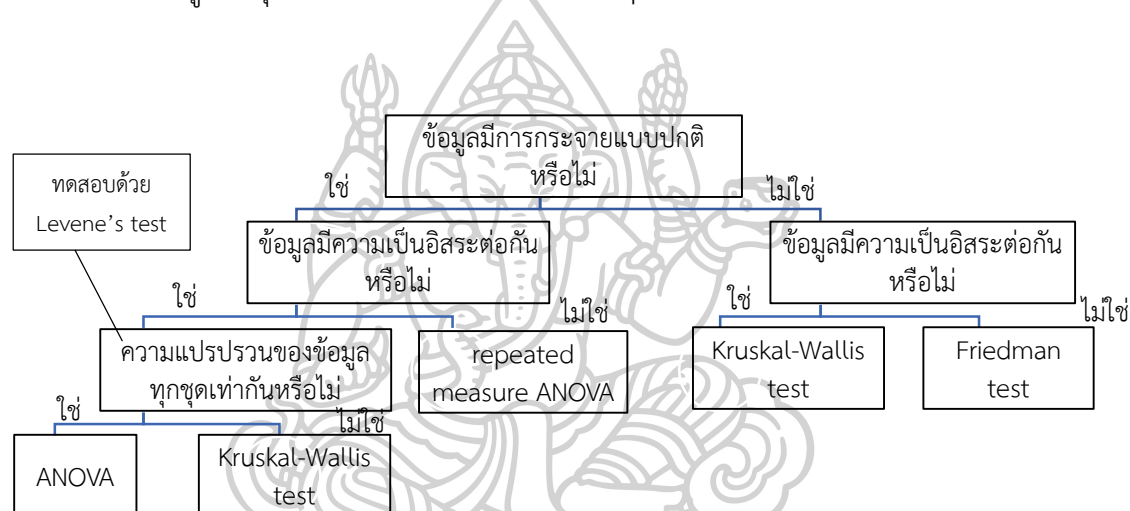 ข้อมูลมีการกระจายแบบปกติ
หรือไม่
ทดสอบด้วย
Levene's test
ใช่
ไม่ใช่
ข้อมูลมีความเป็นอิสระต่อกัน
หรือไม่
ข้อมูลมีความเป็นอิสระต่อกัน
หรือไม่
ใช่
ไม่ใช่
ใช่
ไม่ใช่
ความแปรปรวนของข้อมูล
ทุกชุดเท่ากันหรือไม่
repeated
measure ANOVA
Kruskal-Wallis
test
Friedman
test
ใช่
ไม่ใช่
ANOVA
Kruskal-Wallis
test